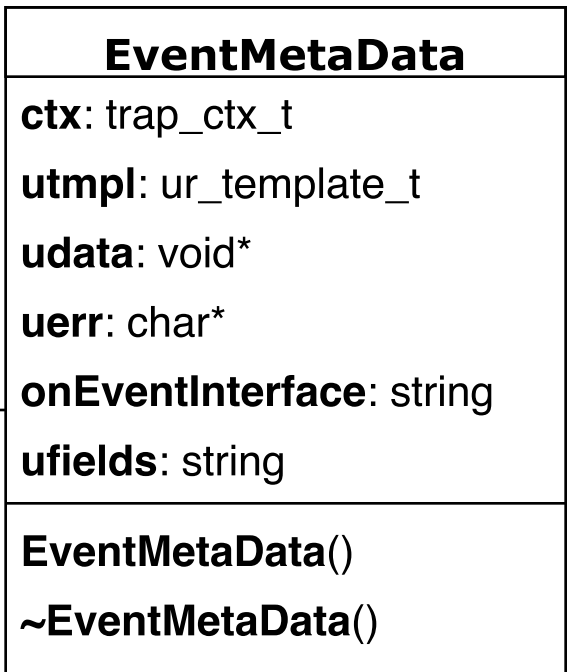 EventMetaData
ctx: trap_ctx_t
utmpl: ur_template_t
udata: void*
uerr: char*
onEventInterface: string
ufields: string
EventMetaData()
~EventMetaData()